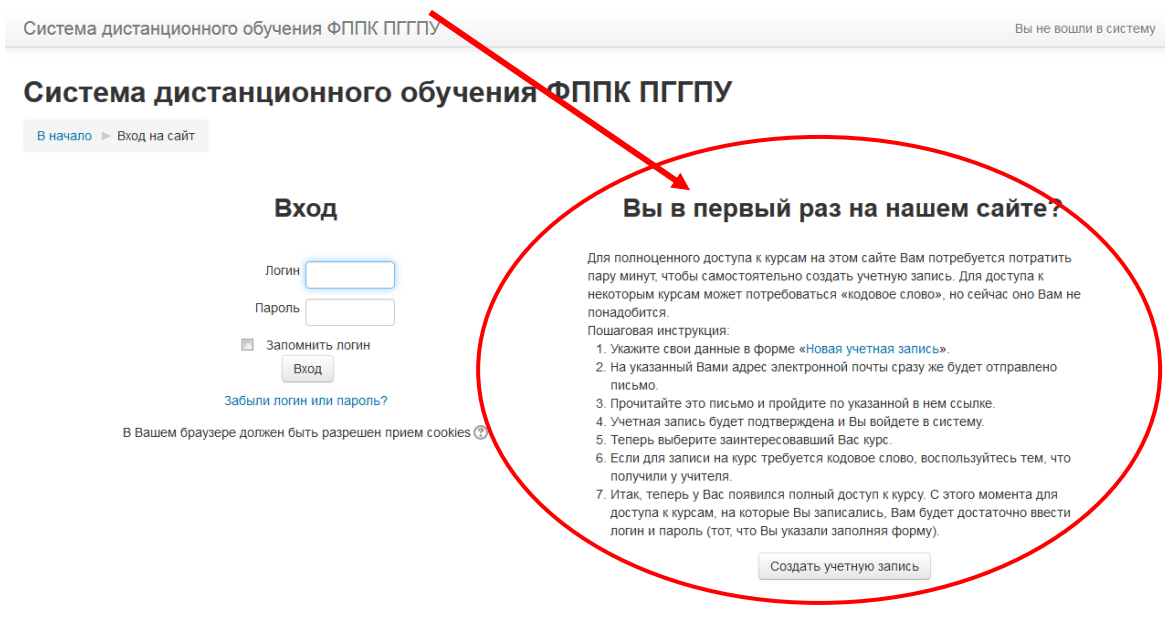 Система дистанционного обучения ФППК ПГГПУ
Вы не вошли в систему
Система дистанционного обучения ФППК ПГГПУ
В начало ► Вход на сайт
Вход
Логин
Пароль
Запомнить логин
Вход
Забыли логин или пароль?
В Вашем браузере должен быть разрешен прием cookies ?
Вы в первый раз на нашем сайте?
Для полноценного доступа к курсам на этом сайте Вам потребуется потратить
пару минут, чтобы самостоятельно создать учетную запись. Для доступа к
некоторым курсам может потребоваться «кодовое слово», но сейчас оно Вам не
понадобится.
Пошаговая инструкция:
1. Укажите свои данные в форме «Новая учетная запись».
2. На указанный Вами адрес электронной почты сразу же будет отправлено
письмо.
3. Прочитайте это письмо и пройдите по указанной в нем ссылке.
4. Учетная запись будет подтверждена и Вы войдете в систему.
5. Теперь выберите заинтересовавший Вас курс.
6. Если для записи на курс требуется кодовое слово, воспользуйтесь тем, что
получили у учителя.
7. Итак, теперь у Вас появился полный доступ к курсу. С этого момента для
доступа к курсам, на которые Вы записались, Вам будет достаточно ввести
логин и пароль (тот, что Вы указали заполняя форму).
Создать учетную запись